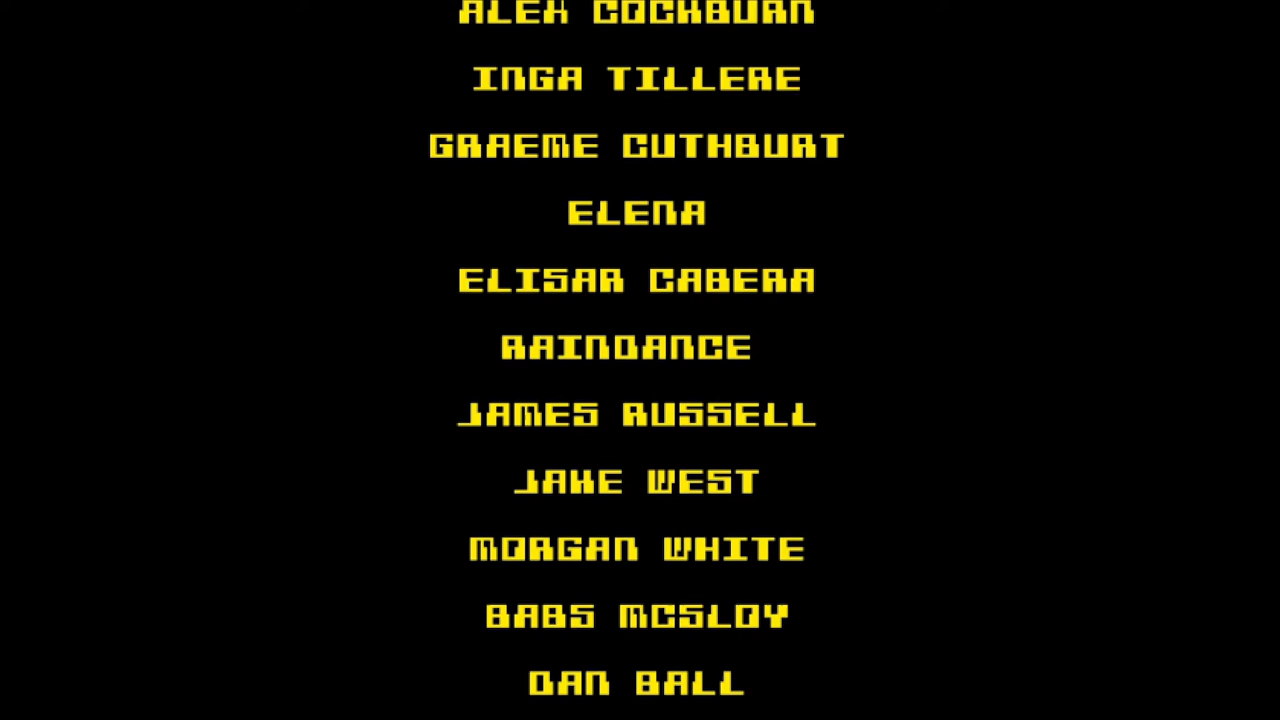 ALEX COCKBURN
INGA TILLERE
GRAEME CUTHBURT
ELENA
ELISAR CABERA
RAINDANCE
JAMES RUSSELL
JAKE WEST
MORGAN WHITE
BABS MCSLOY
DAN BALL